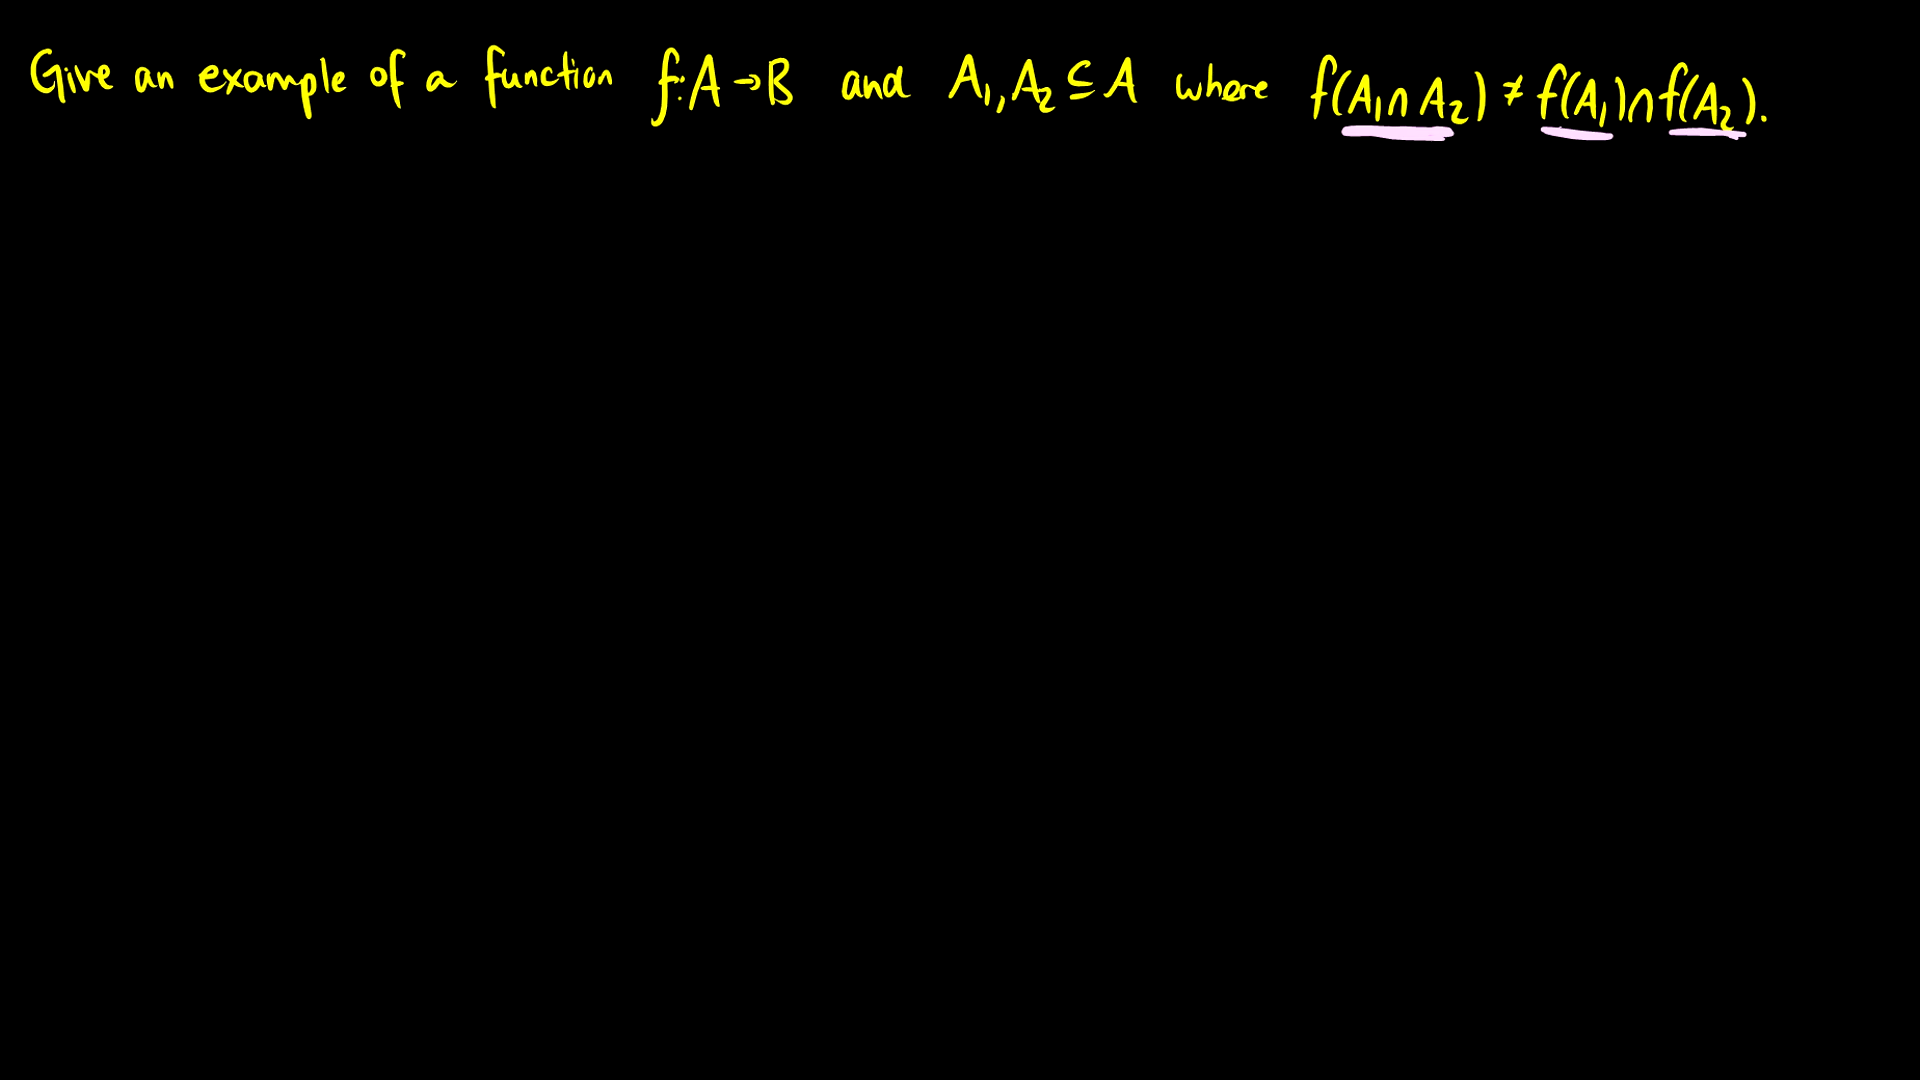 Give an example of a function f: A → B and A₁, A₂ ⊆ A where f(A₁ ∩ A₂) ≠ f(A₁) ∩ f(A₂).